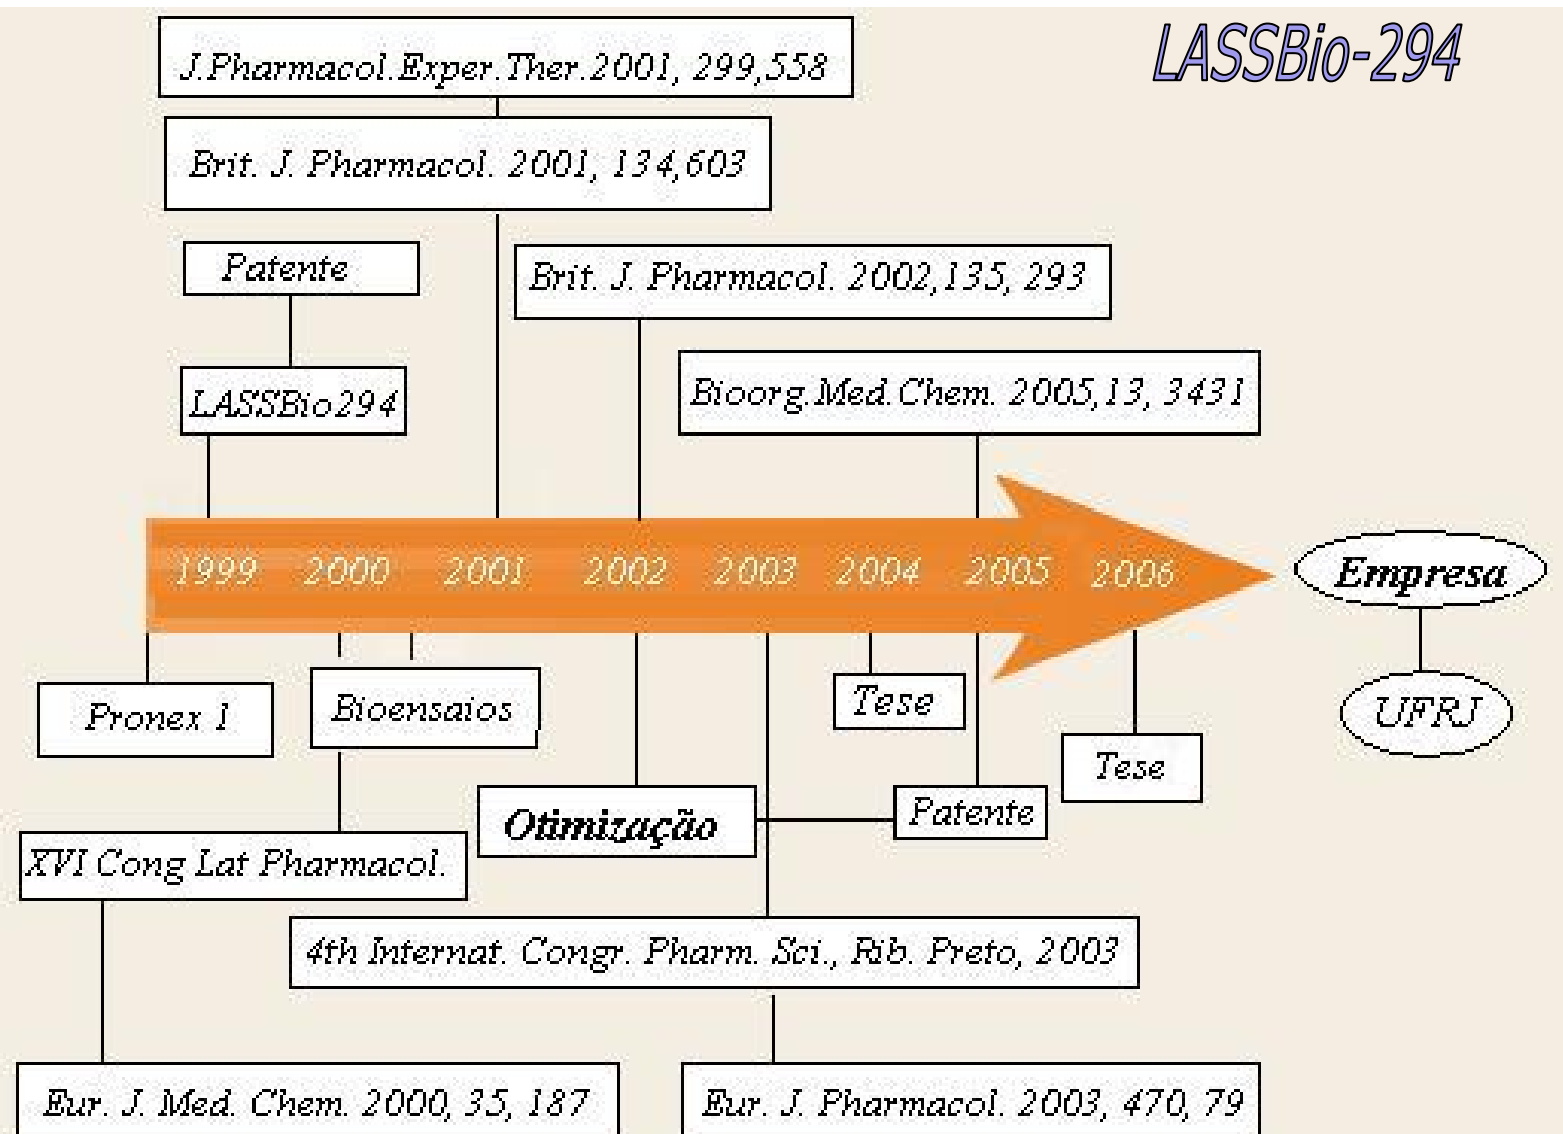 LASSBio-294
J.Pharmacol.Exper.Ther.2001, 299,558
Brit. J. Pharmacol. 2001, 134,603
Patente
Brit. J. Pharmacol. 2002,135, 293
LASSBio294
Bioorg.Med.Chem. 2005,13, 3431
1999 2000 2001 2002 2003 2004 2005 2006
Empresa
Pronex 1
Bioensaios
Tese
UFRJ
Tese
Otimização
Patente
XVI Cong Lat Pharmacol.
4th Internat. Congr. Pharm. Sci., Rib. Preto, 2003
Eur. J. Med. Chem. 2000, 35, 187
Eur. J. Pharmacol. 2003, 470, 79